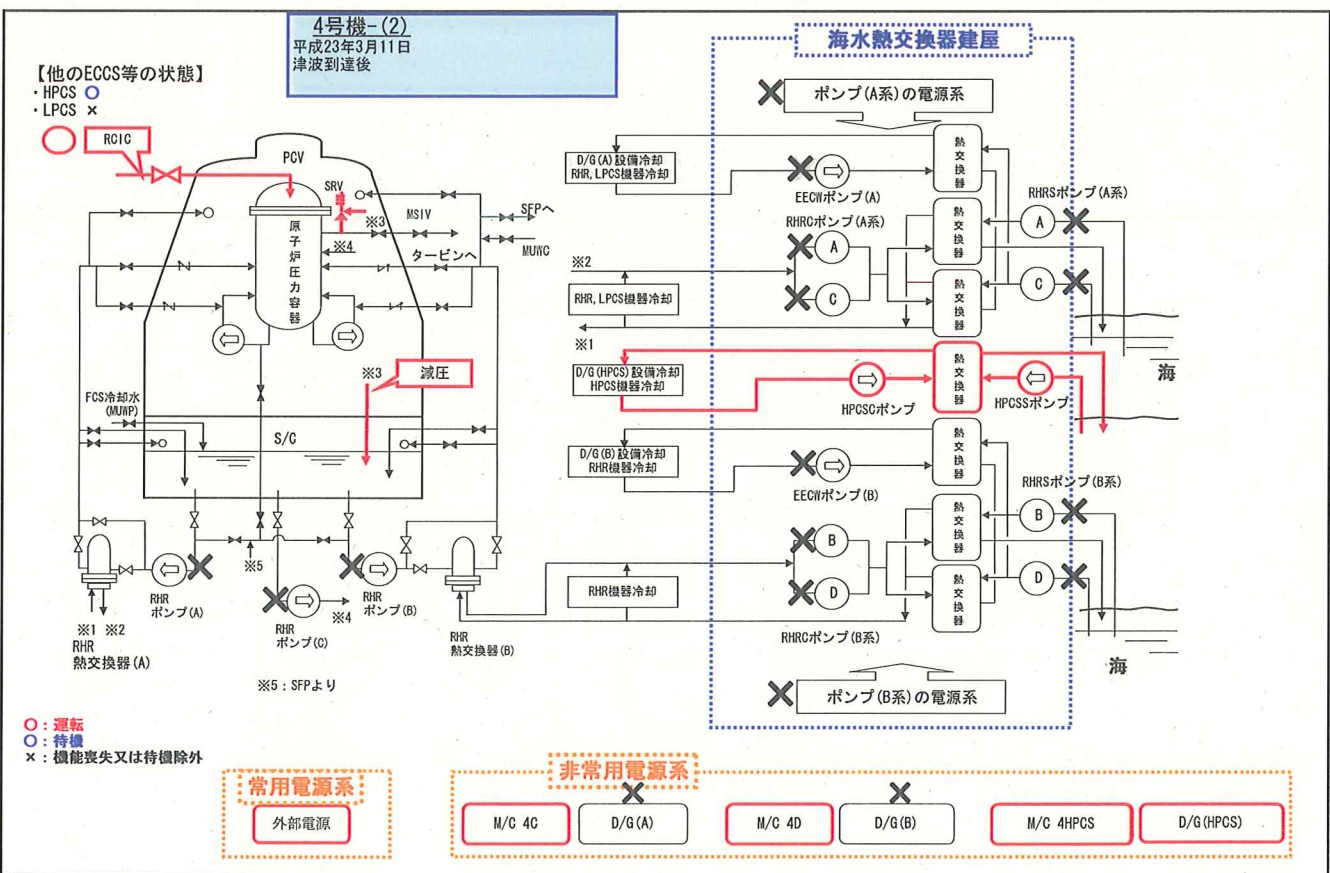 4号機-(2)
平成23年3月11日
津波到達後
【他のECCS等の状態】
・HPCS ○
・LPCS ×
RCIC
PCV
SRV
※3
MSIV
※4
タービンへ
SFPへ
MUWC
原子炉圧力容器
※3
減圧
FCS冷却水
(MUWP)
S/C
※5
RHR
ポンプ(A)
RHR
ポンプ(C)
※4
RHR
ポンプ(B)
RHR
熱交換器(B)
※1 ※2
RHR
熱交換器(A)
※5：SFPより
海水熱交換器建屋
ポンプ(A系)の電源系
D/G(A)設備冷却
RHR, LPCS機器冷却
EECWポンプ(A)
熱交換器
RHRSポンプ(A系)
A
RHRCポンプ(A系)
A
熱交換器
※2
C
熱交換器
C
RHR, LPCS機器冷却
※1
D/G(HPCS)設備冷却
HPCS機器冷却
HPCSCポンプ
熱交換器
HPCSSポンプ
海
D/G(B)設備冷却
RHR機器冷却
EECWポンプ(B)
熱交換器
RHRSポンプ(B系)
B
B
熱交換器
RHR機器冷却
D
熱交換器
D
RHRCポンプ(B系)
海
ポンプ(B系)の電源系
○：運転
○：待機
×：機能喪失又は待機除外
常用電源系
外部電源
非常用電源系
M/C 4C
D/G(A)
M/C 4D
D/G(B)
M/C 4HPCS
D/G(HPCS)